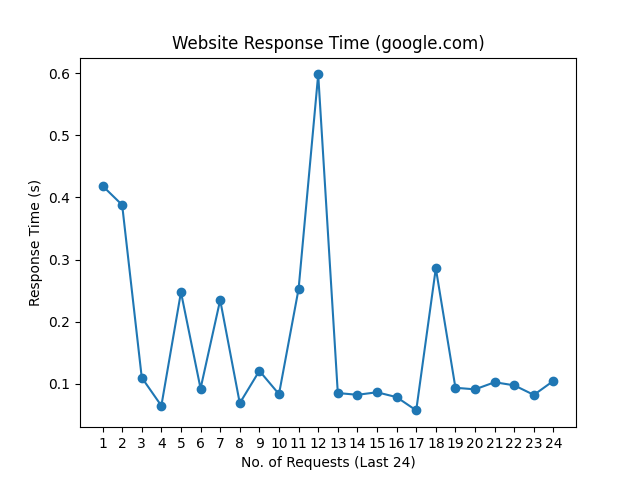 Website Response Time (google.com)
0.6
0.5
0.4
0.3
0.2
0.1
Response Time (s)
1 2 3 4 5 6 7 8 9 10 11 12 13 14 15 16 17 18 19 20 21 22 23 24
No. of Requests (Last 24)